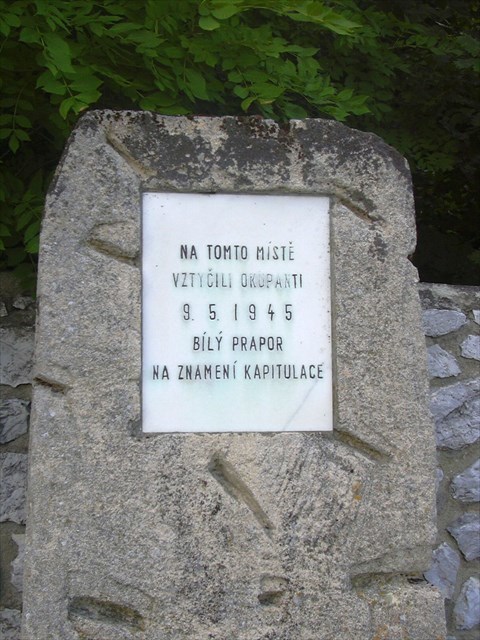 NA TOMTO MÍSTĚ
VZTYČILI OKUPANTI
9. 5. 1945
BÍLÝ PRAPOR
NA ZNAMENÍ KAPITULACE